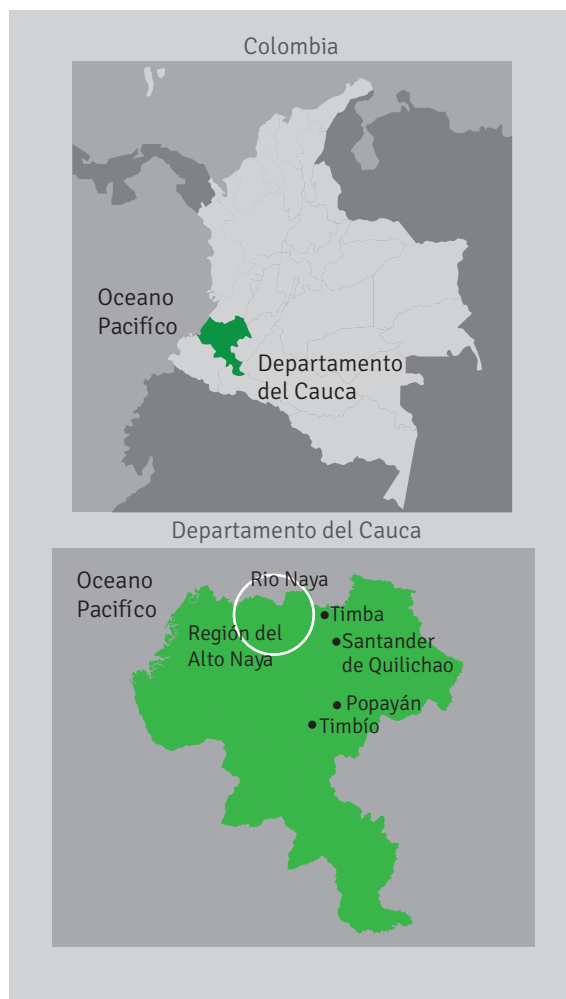 Colombia
Oceano
Pacifíco
Departamento
del Cauca
Departamento del Cauca
Oceano
Pacifíco
Rio Naya
Región del
Alto Naya
Timba
Santander
de Quilichao
Popayán
Timbío